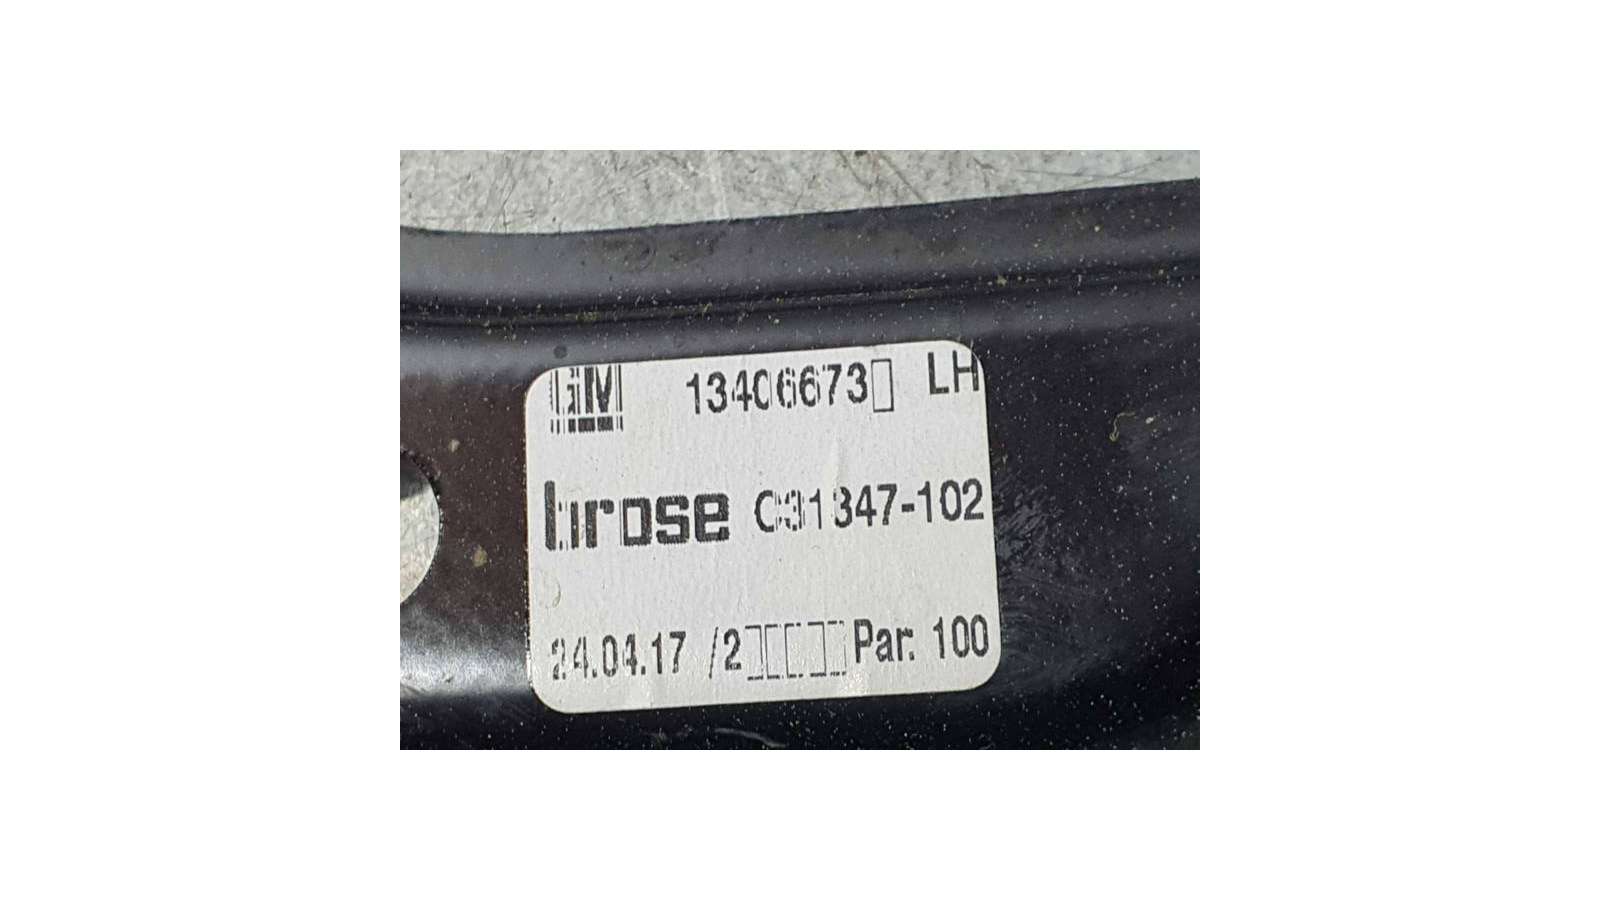 GM 13406673 LH
brose C31347-102
24.04.17 /2 Par. 100